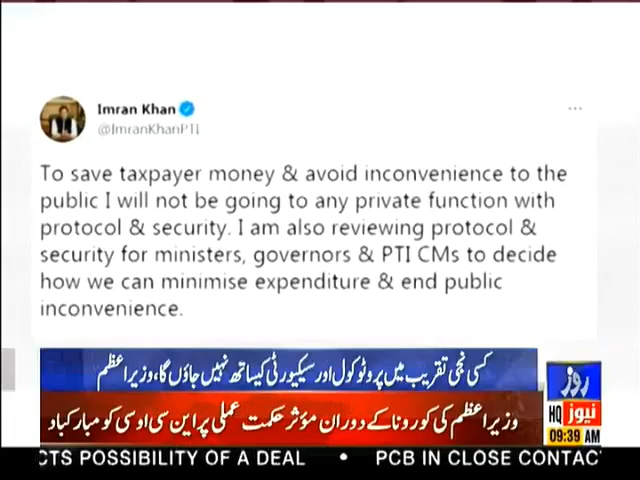 Imran Khan
@ImranKhanPTI
To save taxpayer money & avoid inconvenience to the
public I will not be going to any private function with
protocol & security. I am also reviewing protocol &
security for ministers, governors & PTI CMs to decide
how we can minimise expenditure & end public
inconvenience.
کسی نجی تقریب میں پروٹوکول اور سیکیورٹی کیساتھ نہیں جاؤں گا، وزیراعظم
وزیراعظم کی کورونا کے دوران مؤثر حکمت عملی پر این سی او سی کو مبارکباد
روز
HQ نیوز
09:39 AM
CTS POSSIBILITY OF A DEAL • PCB IN CLOSE CONTAC